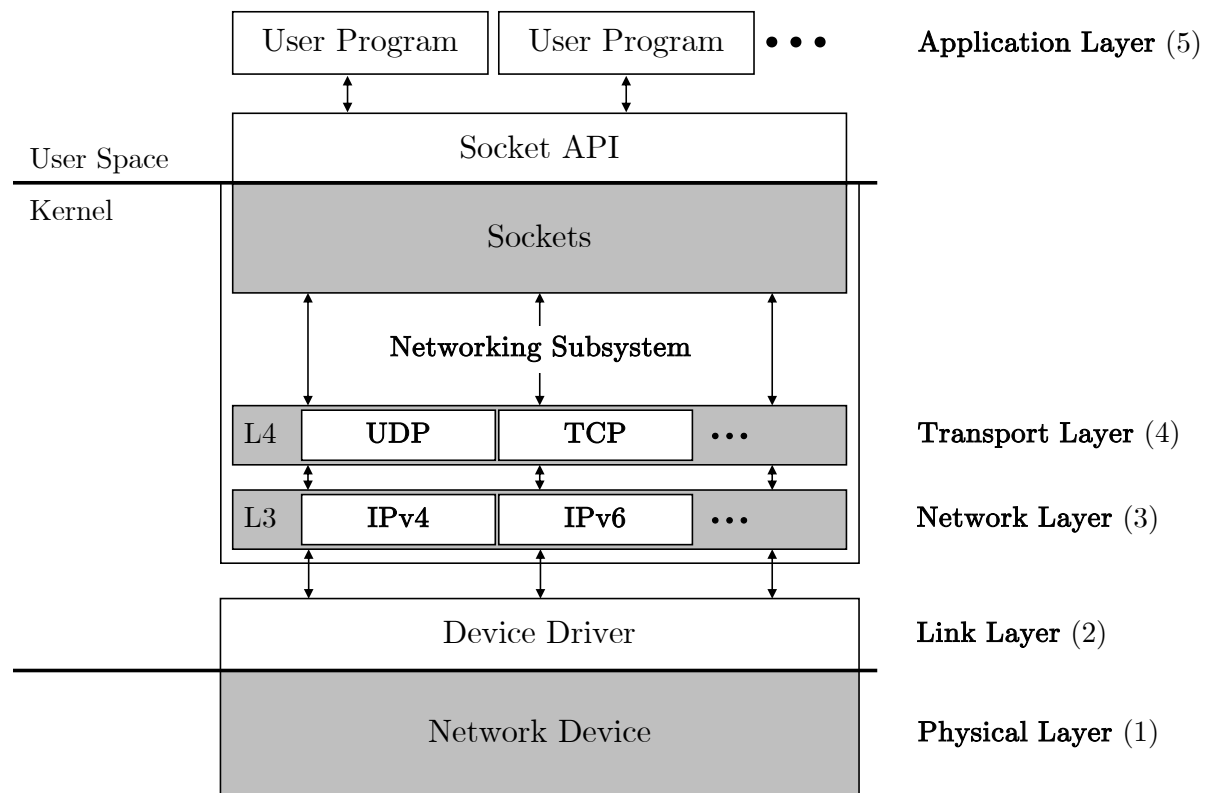 User Program User Program ••• Application Layer (5)
Socket API
User Space
Kernel
Sockets
Networking Subsystem
L4 UDP TCP ••• Transport Layer (4)
L3 IPv4 IPv6 ••• Network Layer (3)
Device Driver Link Layer (2)
Network Device Physical Layer (1)